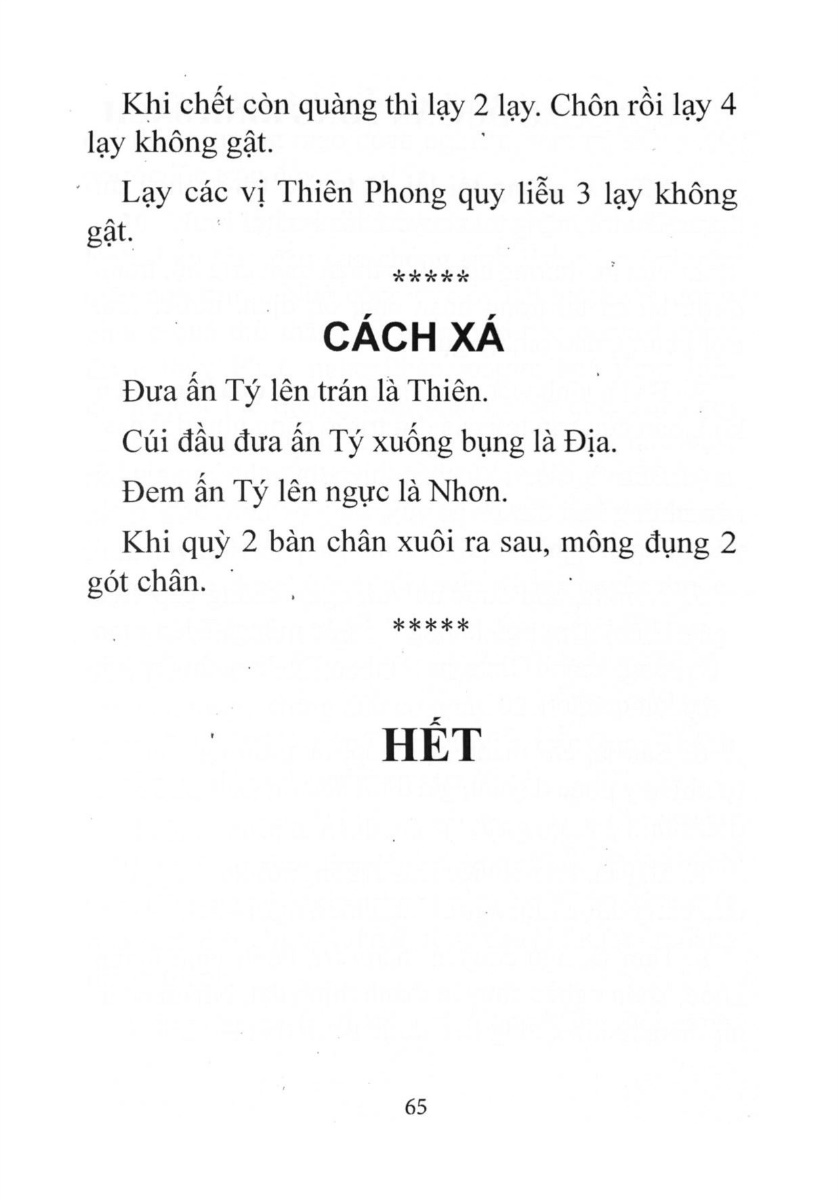 Khi chết còn quàng thì lạy 2 lạy. Chôn rồi lạy 4
lạy không gật.
Lạy các vị Thiên Phong quy liễu 3 lạy không
gật.
*****
CÁCH XÁ
Đưa ấn Tý lên trán là Thiên.
Cúi đầu đưa ấn Tý xuống bụng là Địa.
Đem ấn Tý lên ngực là Nhơn.
Khi quỳ 2 bàn chân xuôi ra sau, mông đụng 2
gót chân.
*****
HẾT
65